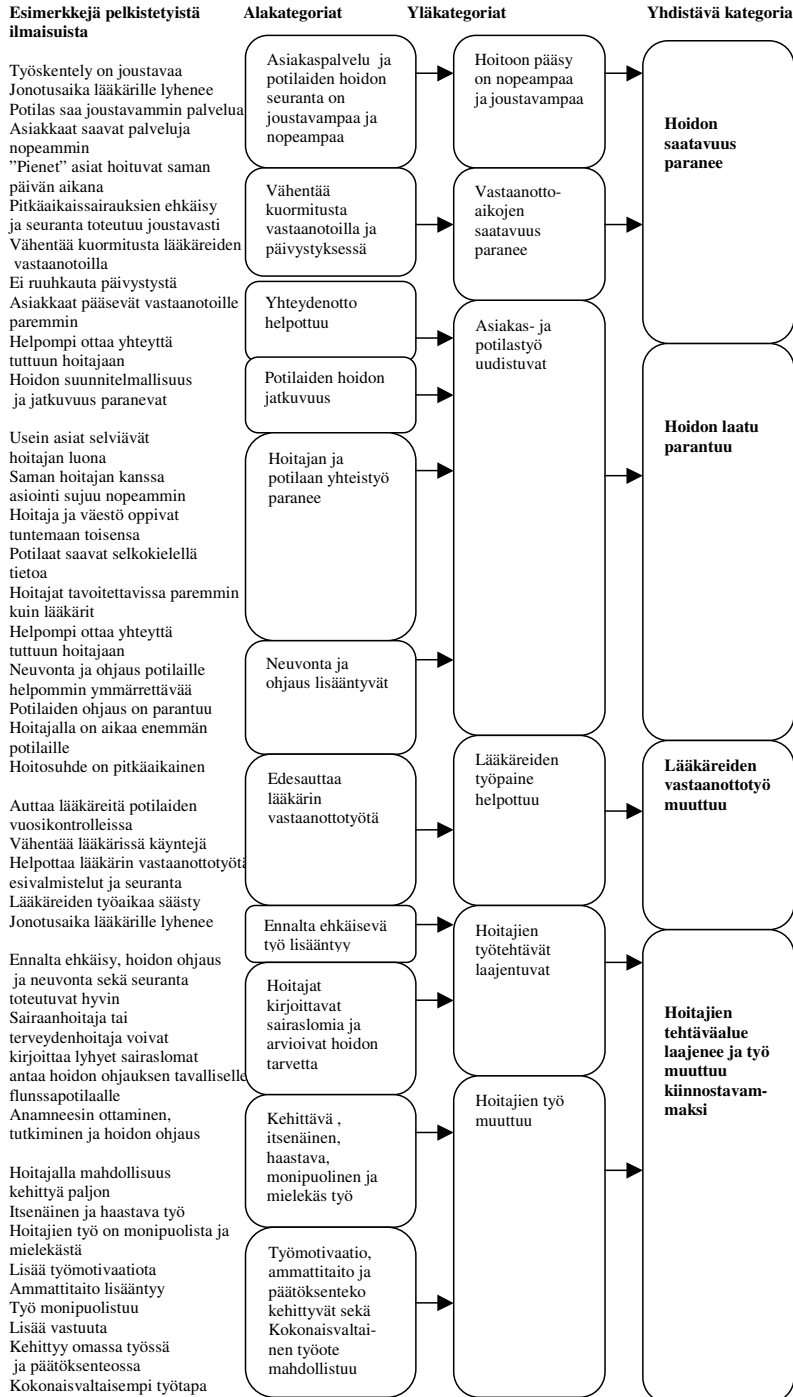 Esimerkkejä pelkistetyistä
ilmaisuista
Työskentely on joustavaa
Jonotusaika lääkärille lyhenee
Potilas saa joustavammin palvelua
Asiakkaat saavat palveluja
nopeammin
”Pienet” asiat hoituvat saman
päivän aikana
Pitkäaikaissairauksien ehkäisy
ja seuranta toteutuu joustavasti
Vähentää kuormitusta lääkäreiden
vastaanotoilla
Ei ruuhkauta päivystystä
Asiakkaat pääsevät vastaanotoille
paremmin
Helpompi ottaa yhteyttä
tuttuun hoitajaan
Hoidon suunnitelmallisuus
ja jatkuvuus paranevat
Usein asiat selviävät
hoitajan luona
Saman hoitajan kanssa
asiointi sujuu nopeammin
Hoitaja ja väestö oppivat
tuntemaan toisensa
Potilaat saavat selkokielellä
tietoa
Hoitajat tavoitettavissa paremmin
kuin lääkärit
Helpompi ottaa yhteyttä
tuttuun hoitajaan
Neuvonta ja ohjaus potilaille
helpommin ymmärrettävää
Potilaiden ohjaus on parantuu
Hoitajalla on aikaa enemmän
potilaille
Hoitosuhde on pitkäaikainen
Auttaa lääkäreitä potilaiden
vuosikontrolleissa
Vähentää lääkärissä käyntejä
Helpottaa lääkärin vastaanottotyötä
esivalmistelut ja seuranta
Lääkäreiden työaikaa säästy
Jonotusaika lääkärille lyhenee
Ennalta ehkäisy, hoidon ohjaus
ja neuvonta sekä seuranta
toteutuvat hyvin
Sairaanhoitaja tai
terveydenhoitaja voivat
kirjoittaa lyhyet sairaslomat
antaa hoidon ohjauksen tavalliselle
flunssapotilaalle
Anamneesin ottaminen,
tutkiminen ja hoidon ohjaus
Hoitajalla mahdollisuus
kehittyä paljon
Itsenäinen ja haastava työ
Hoitajien työ on monipuolista ja
mielekästä
Lisää työmotivaatiota
Ammattitaito lisääntyy
Työ monipuolistuu
Lisää vastuuta
Kehittyy omassa työssä
ja päätöksenteossa
Kokonaisvaltaisempi työtapa
Alakategoriat
Asiakaspalvelu ja
potilaiden hoidon
seuranta on
joustavampaa ja
nopeampaa
Vähentää
kuormitusta
vastaanotoilla ja
päivystyksessä
Yhteydenotto
helpottuu
Potilaiden hoidon
jatkuvuus
Hoitajan ja
potilaan yhteistyö
paranee
Neuvonta ja
ohjaus lisääntyvät
Edesauttaa
lääkärin
vastaanottotyötä
Ennalta ehkäisevä
työ lisääntyy
Hoitajat
kirjoittavat
sairaslomia ja
arvioivat hoidon
tarvetta
Kehittävä ,
itsenäinen,
haastava,
monipuolinen ja
mielekäs työ
Työmotivaatio,
ammattitaito ja
päätöksenteko
kehittyvät sekä
Kokonaisvaltai-
nen työote
mahdollistuu
Yläkategoriat
Hoitoon pääsy
on nopeampaa
ja joustavampaa
Vastaanotto-
aikojen
saatavuus
paranee
Asiakas- ja
potilastyö
uudistuvat
Lääkäreiden
työpaine
helpottuu
Hoitajien
työtehtävät
laajentuvat
Hoitajien työ
muuttuu
Yhdistävä kategoria
Hoidon
saatavuus
paranee
Hoidon laatu
parantuu
Lääkäreiden
vastaanottotyö
muuttuu
Hoitajien
tehtäväalue
laajenee ja työ
muuttuu
kiinnostavam-
maksi